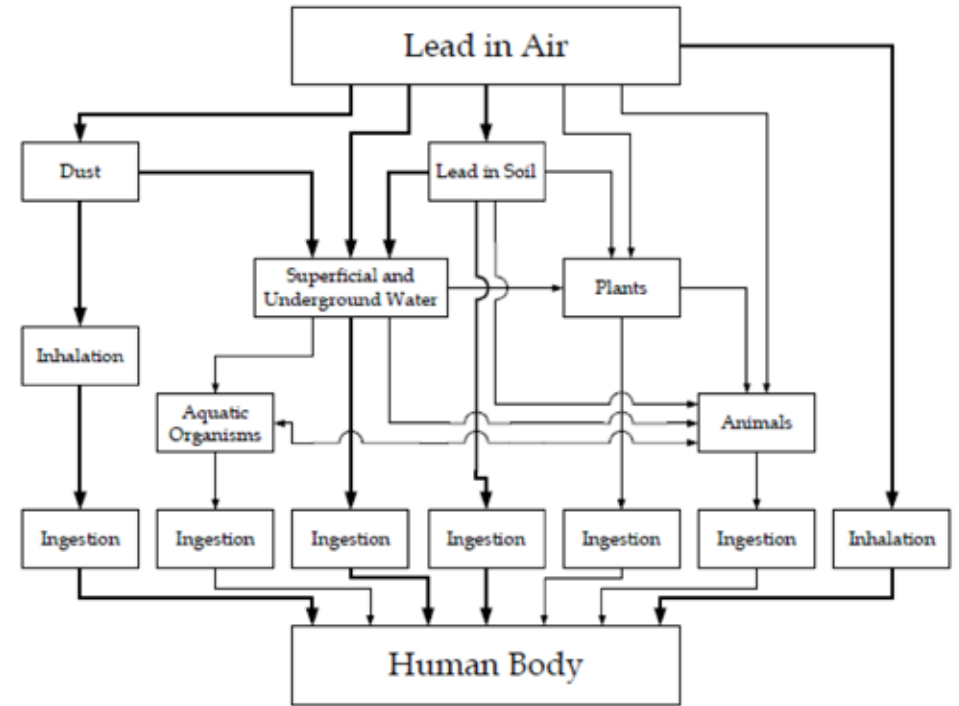 Lead in Air
Dust
Lead in Soil
Superficial and
Underground Water
Plants
Inhalation
Aquatic
Organisms
Animals
Ingestion
Ingestion
Ingestion
Ingestion
Ingestion
Ingestion
Inhalation
Human Body